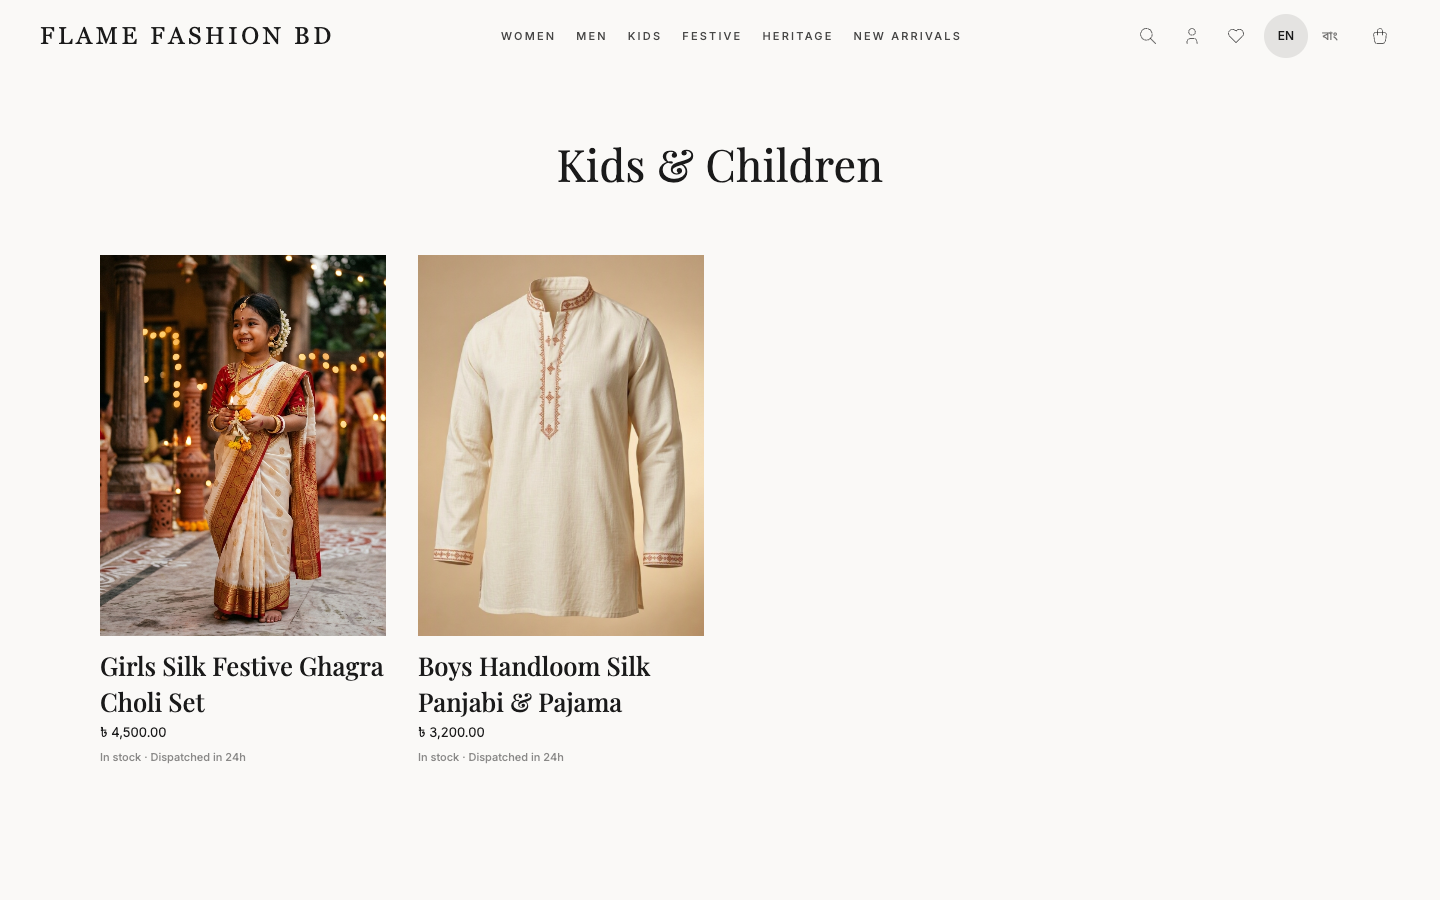 FLAME FASHION BD
WOMEN MEN KIDS FESTIVE HERITAGE NEW ARRIVALS
EN বাং
Kids & Children
Girls Silk Festive Ghagra
Choli Set
৳ 4,500.00
In stock · Dispatched in 24h
Boys Handloom Silk
Panjabi & Pajama
৳ 3,200.00
In stock · Dispatched in 24h